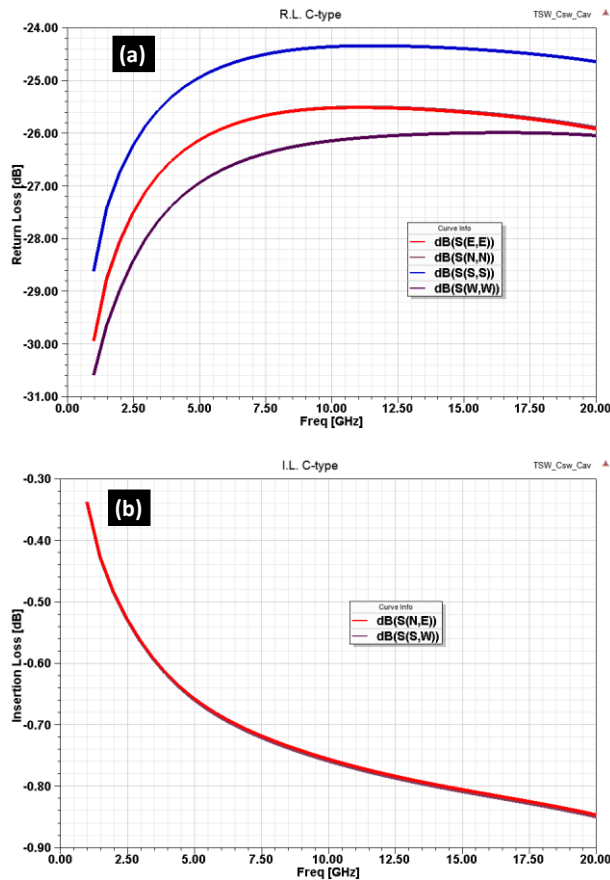 R.L. C-type
TSW_Csw_Cav
(a)
-24.00
-25.00
-26.00
-27.00
-28.00
-29.00
-30.00
-31.00
Return Loss [dB]
Curve Info
dB(S(E,E))
dB(S(N,N))
dB(S(S,S))
dB(S(W,W))
0.00 2.50 5.00 7.50 10.00 12.50 15.00 17.50 20.00
Freq [GHz]
I.L. C-type
TSW_Csw_Cav
(b)
-0.30
-0.40
-0.50
-0.60
-0.70
-0.80
-0.90
Insertion Loss [dB]
Curve Info
dB(S(N,E))
dB(S(S,W))
0.00 2.50 5.00 7.50 10.00 12.50 15.00 17.50 20.00
Freq [GHz]